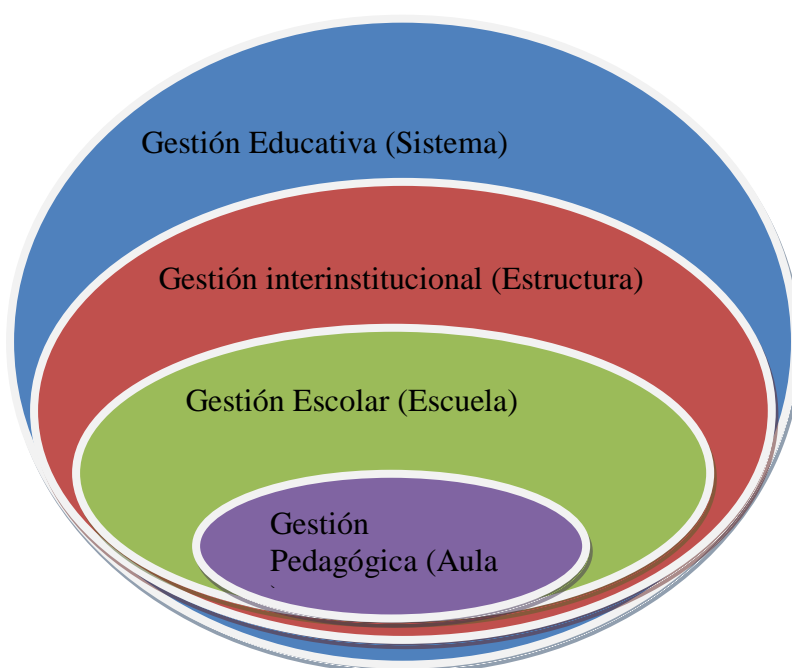 Gestión Educativa (Sistema)
Gestión interinstitucional (Estructura)
Gestión Escolar (Escuela)
Gestión
Pedagógica (Aula
)